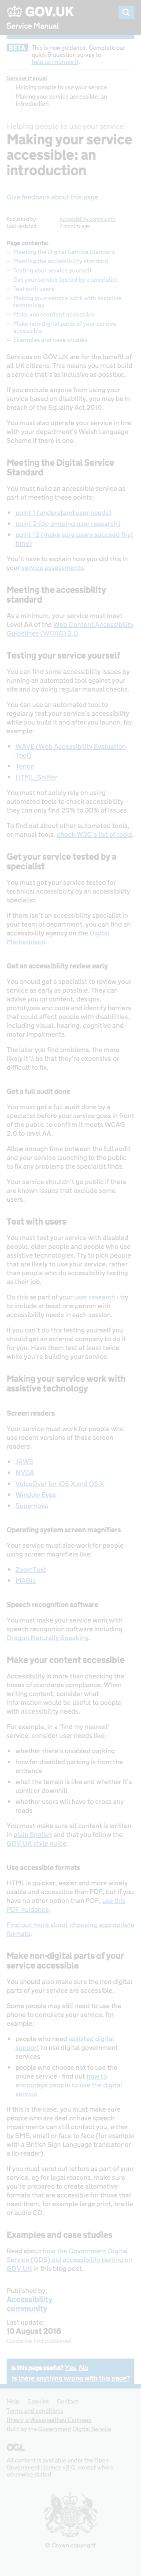 GOV.UK
Service Manual
BETA This is new guidance. Complete our
quick 5-question survey to
help us improve it.
Service manual
Helping people to use your service
Making your service accessible: an
introduction
Helping people to use your service
Making your service
accessible: an
introduction
Give feedback about this page
Published by: Accessibility community
Last updated: 7 months ago
Page contents:
Meeting the Digital Service Standard
Meeting the accessibility standard
Testing your service yourself
Get your service tested by a specialist
Test with users
Making your service work with assistive
technology
Make your content accessible
Make non-digital parts of your service
accessible
Examples and case studies
Services on GOV.UK are for the benefit of
all UK citizens. This means you must build
a service that's as inclusive as possible.
If you exclude anyone from using your
service based on disability, you may be in
breach of the Equality Act 2010.
You must also operate your service in line
with your department's Welsh Language
Scheme if there is one.
Meeting the Digital Service
Standard
You must build an accessible service as
part of meeting these points:
point 1 (understand user needs)
point 2 (do ongoing user research)
point 12 (make sure users succeed first
time)
You'll have to explain how you did this in
your service assessments.
Meeting the accessibility
standard
As a minimum, your service must meet
Level AA of the Web Content Accessibility
Guidelines (WCAG) 2.0.
Testing your service yourself
You can find some accessibility issues by
running an automated tool against your
site and by doing some manual checks.
You can use an automated tool to
regularly test your service's accessibility
while you build it and after you launch, for
example:
WAVE (Web Accessibility Evaluation
Tool)
Tenon
HTML_Sniffer
You must not solely rely on using
automated tools to check accessibility -
they can only find 20% to 30% of issues.
To find out about other automated tools,
or manual tools, check W3C's list of tools.
Get your service tested by a
specialist
You must get your service tested for
technical accessibility by an accessibility
specialist.
If there isn't an accessibility specialist in
your team or department, you can find an
accessibility agency on the Digital
Marketplace.
Get an accessibility review early
You should get a specialist to review your
service as early as possible. They can
advise you on comment on designs,
prototypes and code and identify barriers
that could affect people with disabilities,
including visual, hearing, cognitive and
motor impairments.
The later you find problems, the more
likely it'll be that they're expensive or
difficult to fix.
Get a full audit done
You must get a full audit done by a
specialist before your service goes in front
of the public to confirm it meets WCAG
2.0 to level AA.
Allow enough time between the full audit
and your service launching to the public
to fix any problems the specialist finds.
Your service shouldn't go public if there
are known issues that exclude some
users.
Test with users
You must test your service with disabled
people, older people and people who use
assistive technologies. It's not possible to
fully understand their needs or identify
the barriers they face by relying on
automated testing or by having a
specialist who isn't a disabled user testing
do their job.
Do this as part of your user research - try
to include at least one person with
accessibility needs in each session.
If you can't do this testing yourself you
should get an external company to do it
for you. Have them test at least twice
before you're building your service.
Making your service work with
assistive technology
Screen readers
Your service must work for people who
use recent versions of these screen
readers:
JAWS
NVDA
VoiceOver for iOS X and OS X
Window Eyes
Supernova
Operating system screen magnifiers
Your service must also work for people
using screen magnifiers like:
ZoomText
MAGic
Speech recognition software
You must make your service work with
speech recognition software including
Dragon Naturally Speaking.
Make your content accessible
Accessibility is more than checking the
standards of compliance. When writing
content, consider what information would
be most useful to people with
accessibility needs.
For example, in a 'find my nearest'
service, consider user needs like:
whether there's disabled parking
how far disabled parking is from the
entrance
what the terrain is like and whether it's
uphill or downhill
whether users will have to cross any
roads
You must make sure all content is written
in plain English and that you follow the
GOV.UK style guide.
Use accessible formats
HTML is quicker, easier and more widely
usable and accessible than PDF, but if you
have no other option than PDF, use this
PDF guidance.
Find out more about choosing appropriate
formats.
Make non-digital parts of your
service accessible
You should also make sure the non-digital
parts of your service are accessible.
Some people may still need to use the
phone to complete your service, for
example:
people who need assisted digital
support to use digital government
services
people who choose not to use the
online service - find out how to
encourage people to use the digital
service
If this is the case, you must make sure
people who're deaf or have speech
impairments can still contact you, either
by SMS, email or face to face (for example
with a British Sign Language translator or
a lip-reader).
If you must send out letters as part of your
service, eg for legal reasons, make sure
you're prepared to create alternative
formats that are accessible to those that
need them, for example large print, braille
or audio CD.
Examples and case studies
Read about how the Government Digital
Service (GDS) did accessibility testing on
GOV.UK in this blog post.
Published by:
Accessibility
community
Last update:
10 August 2016
Guidance first published
Is this page useful? Yes No
Is there anything wrong with this page?
Help Cookies Contact
Terms and conditions
Rhestr o Wasanaethau Cymraeg
Built by the Government Digital Service
OGL
All content is available under the Open
Government Licence v3.0, except where
otherwise stated
© Crown copyright